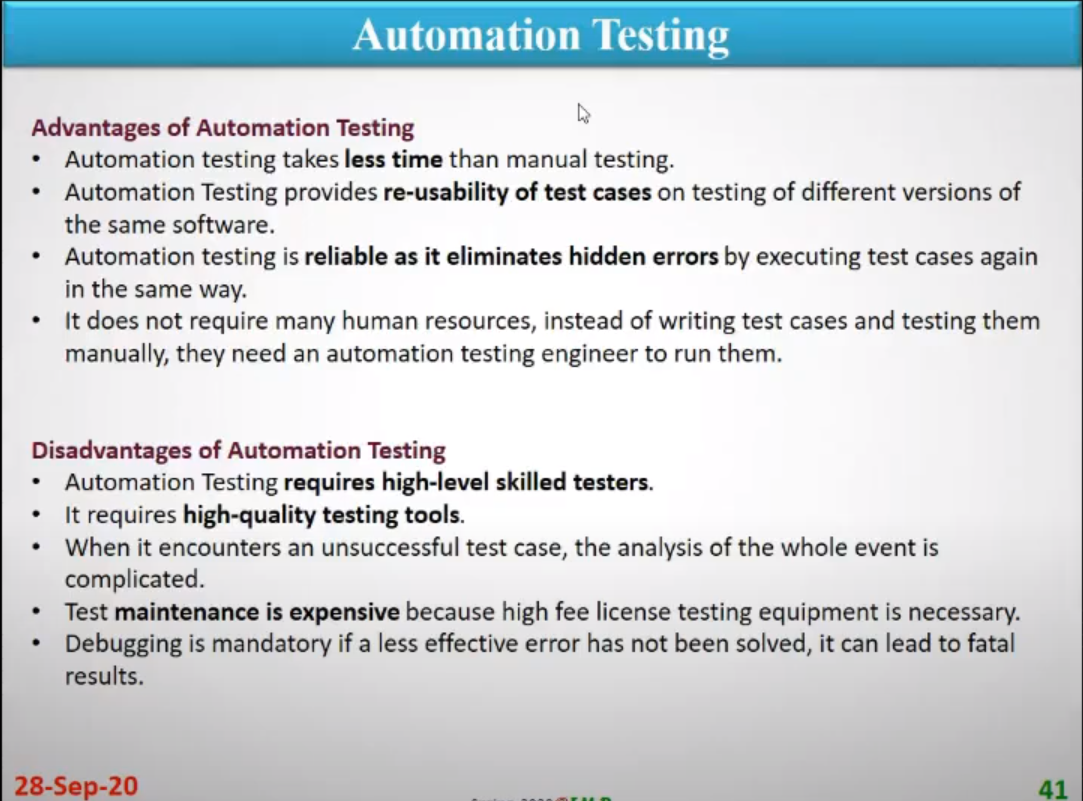 Automation Testing
Advantages of Automation Testing
• Automation testing takes less time than manual testing.
• Automation Testing provides re-usability of test cases on testing of different versions of
the same software.
• Automation testing is reliable as it eliminates hidden errors by executing test cases again
in the same way.
• It does not require many human resources, instead of writing test cases and testing them
manually, they need an automation testing engineer to run them.
Disadvantages of Automation Testing
• Automation Testing requires high-level skilled testers.
• It requires high-quality testing tools.
• When it encounters an unsuccessful test case, the analysis of the whole event is
complicated.
• Test maintenance is expensive because high fee license testing equipment is necessary.
• Debugging is mandatory if a less effective error has not been solved, it can lead to fatal
results.
28-Sep-20
41